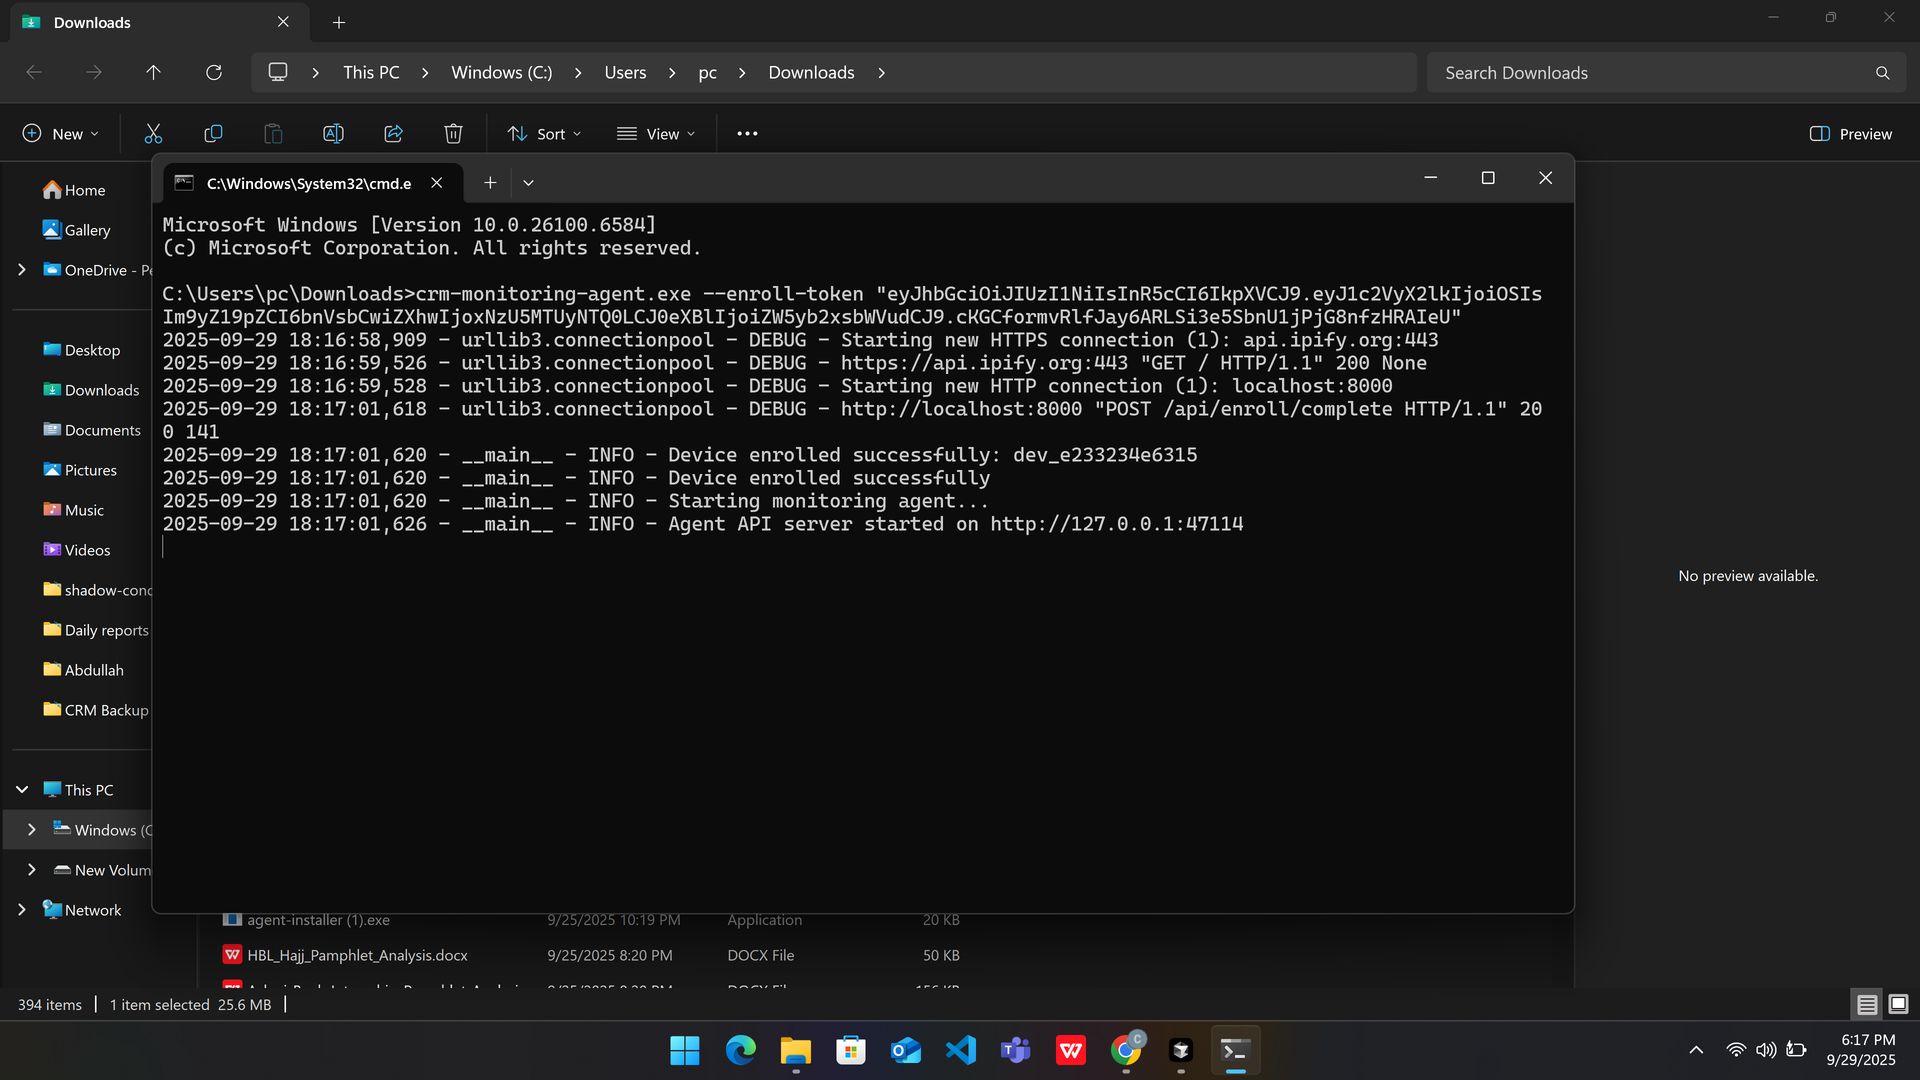 Downloads
This PC
Windows (C:)
Users
pc
Downloads
Search Downloads
New
Sort
View
Preview
Home
Gallery
OneDrive - Pe
Desktop
Downloads
Documents
Pictures
Music
Videos
shadow-conc
Daily reports
Abdullah
CRM Backup
This PC
Windows (C
New Volum
Network
C:\Windows\System32\cmd.e
Microsoft Windows [Version 10.0.26100.6584]
(c) Microsoft Corporation. All rights reserved.
C:\Users\pc\Downloads>crm-monitoring-agent.exe --enroll-token "eyJhbGciOiJIUzI1NiIsInR5cCI6IkpXVCJ9.eyJ1c2VyX2lkIjoiOSIs
Im9yZ19pZCI6bnVsbCwiZXhwIjoxNzU5MTUyNTQ0LCJ0eXBlIjoiZW5yb2xsbWVudCJ9.cKGCformvRlfJay6ARLSi3e5SbnU1jPjG8nfzHRAIeU"
2025-09-29 18:16:58,909 - urllib3.connectionpool - DEBUG - Starting new HTTPS connection (1): api.ipify.org:443
2025-09-29 18:16:59,526 - urllib3.connectionpool - DEBUG - https://api.ipify.org:443 "GET / HTTP/1.1" 200 None
2025-09-29 18:16:59,528 - urllib3.connectionpool - DEBUG - Starting new HTTP connection (1): localhost:8000
2025-09-29 18:17:01,618 - urllib3.connectionpool - DEBUG - http://localhost:8000 "POST /api/enroll/complete HTTP/1.1" 20
0 141
2025-09-29 18:17:01,620 - __main__ - INFO - Device enrolled successfully: dev_e233234e6315
2025-09-29 18:17:01,620 - __main__ - INFO - Device enrolled successfully
2025-09-29 18:17:01,620 - __main__ - INFO - Starting monitoring agent...
2025-09-29 18:17:01,626 - __main__ - INFO - Agent API server started on http://127.0.0.1:47114
No preview available.
agent-installer (1).exe 9/25/2025 10:19 PM Application 20 KB
HBL_Hajj_Pamphlet_Analysis.docx 9/25/2025 8:20 PM DOCX File 50 KB
394 items
1 item selected 25.6 MB
6:17 PM
9/29/2025